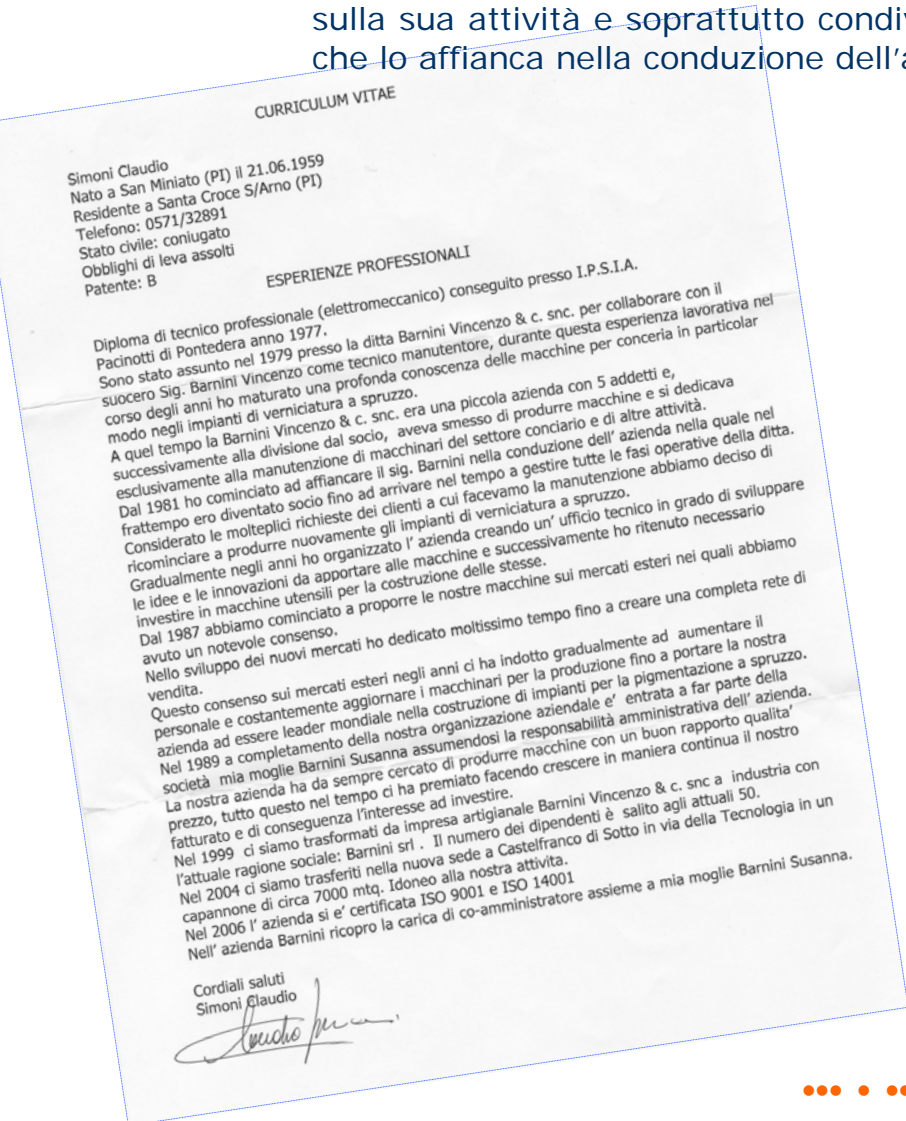 sulla sua attività e soprattutto condiv
che lo affianca nella conduzione dell'a
CURRICULUM VITAE
Simoni Claudio
Nato a San Miniato (PI) il 21.06.1959
Residente a Santa Croce S/Arno (PI)
Telefono: 0571/32891
Stato civile: coniugato
Obblighi di leva assolti
Patente: B
ESPERIENZE PROFESSIONALI
Diploma di tecnico professionale (elettromeccanico) conseguito presso I.P.S.I.A.
Pacinotti di Pontedera anno 1977.
Sono stato assunto nel 1979 presso la ditta Barnini Vincenzo & c. snc. per collaborare con il
suocero Sig. Barnini Vincenzo come tecnico manutentore, durante questa esperienza lavorativa nel
corso degli anni ho maturato una profonda conoscenza delle macchine per conceria in particolar
modo negli impianti di verniciatura a spruzzo.
A quel tempo la Barnini Vincenzo & c. snc. era una piccola azienda con 5 addetti e,
successivamente alla divisione dal socio, aveva smesso di produrre macchine e si dedicava
esclusivamente alla manutenzione di macchinari del settore conciario e di altre attività.
Dal 1981 ho cominciato ad affiancare il sig. Barnini nella conduzione dell' azienda nella quale nel
frattempo ero diventato socio fino ad arrivare nel tempo a gestire tutte le fasi operative della ditta.
Considerato le molteplici richieste dei clienti a cui facevamo la manutenzione abbiamo deciso di
ricominciare a produrre nuovamente gli impianti di verniciatura a spruzzo.
Gradualmente negli anni ho organizzato l' azienda creando un' ufficio tecnico in grado di sviluppare
le idee e le innovazioni da apportare alle macchine e successivamente ho ritenuto necessario
investire in macchine utensili per la costruzione delle stesse.
Dal 1987 abbiamo cominciato a proporre le nostre macchine sui mercati esteri nei quali abbiamo
avuto un notevole consenso.
Nello sviluppo dei nuovi mercati ho dedicato moltissimo tempo fino a creare una completa rete di
vendita.
Questo consenso sui mercati esteri negli anni ci ha indotto gradualmente ad aumentare il
personale e costantemente aggiornare i macchinari per la produzione fino a portare la nostra
azienda ad essere leader mondiale nella costruzione di impianti per la pigmentazione a spruzzo.
Nel 1989 a completamento della nostra organizzazione aziendale e' entrata a far parte della
società mia moglie Barnini Susanna assumendosi la responsabilità amministrativa dell' azienda.
La nostra azienda ha da sempre cercato di produrre macchine con un buon rapporto qualita'
prezzo, tutto questo nel tempo ci ha premiato facendo crescere in maniera continua il nostro
fatturato e di conseguenza l'interesse ad investire.
Nel 1999 ci siamo trasformati da impresa artigianale Barnini Vincenzo & c. snc a industria con
l'attuale ragione sociale: Barnini srl . Il numero dei dipendenti è salito agli attuali 50.
Nel 2004 ci siamo trasferiti nella nuova sede a Castelfranco di Sotto in via della Tecnologia in un
capannone di circa 7000 mtq. Idoneo alla nostra attivita.
Nel 2006 l' azienda si e' certificata ISO 9001 e ISO 14001
Nell' azienda Barnini ricopro la carica di co-amministratore assieme a mia moglie Barnini Susanna.
Cordiali saluti
Simoni Claudio